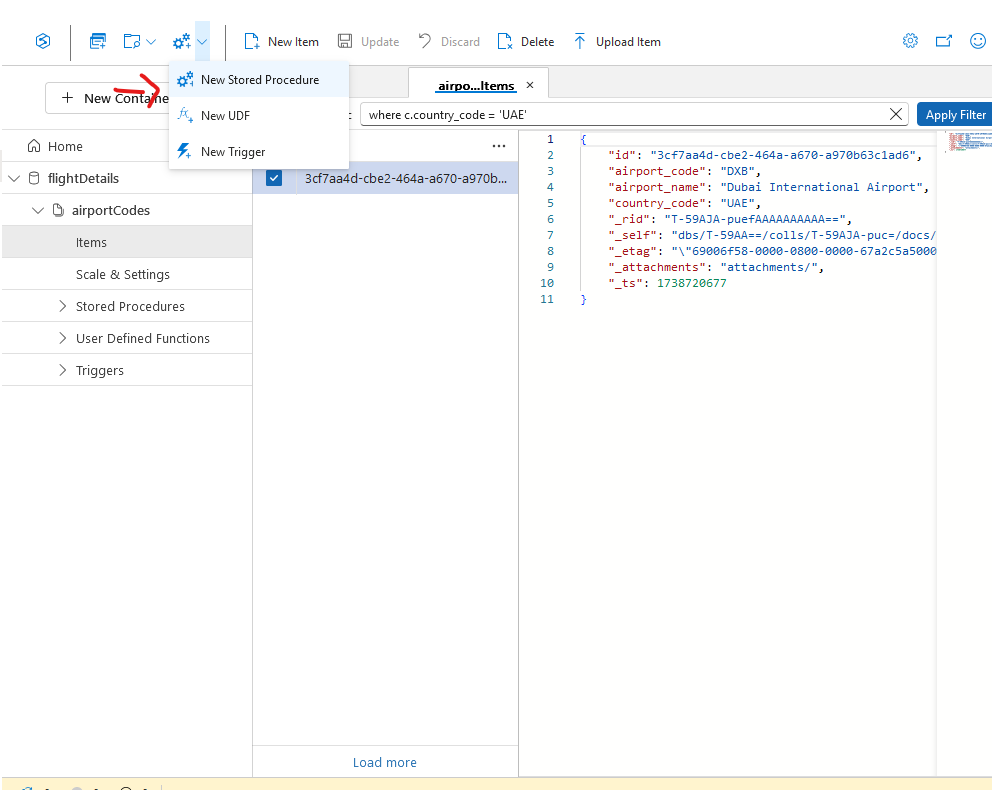 New Item
Update
Discard
Delete
Upload Item
New Stored Procedure
New UDF
New Trigger
New Containe
airpo...Items
where c.country_code = 'UAE'
Apply Filter
Home
flightDetails
airportCodes
Items
Scale & Settings
Stored Procedures
User Defined Functions
Triggers
3cf7aa4d-cbe2-464a-a670-a970b...
Load more
1 {
2 "id": "3cf7aa4d-cbe2-464a-a670-a970b63c1ad6",
3 "airport_code": "DXB",
4 "airport_name": "Dubai International Airport",
5 "country_code": "UAE",
6 "_rid": "T-59AJA-puefAAAAAAAAAA==",
7 "_self": "dbs/T-59AA==/colls/T-59AJA-puc=/docs/
8 "_etag": "\"69006f58-0000-0800-0000-67a2c5a5000
9 "_attachments": "attachments/",
10 "_ts": 1738720677
11 }